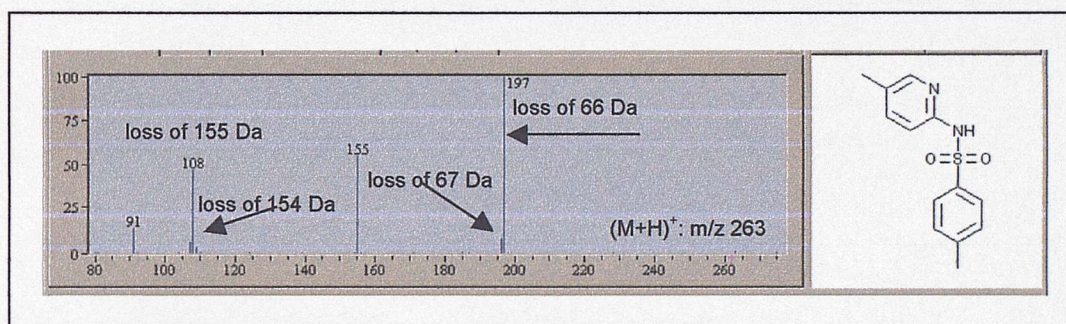 100
75
50
25
0
197
loss of 66 Da
loss of 155 Da
155
108
loss of 67 Da
loss of 154 Da
91
(M+H)⁺: m/z 263
80 100 120 140 160 180 200 220 240 260
N
NH
O=S=O